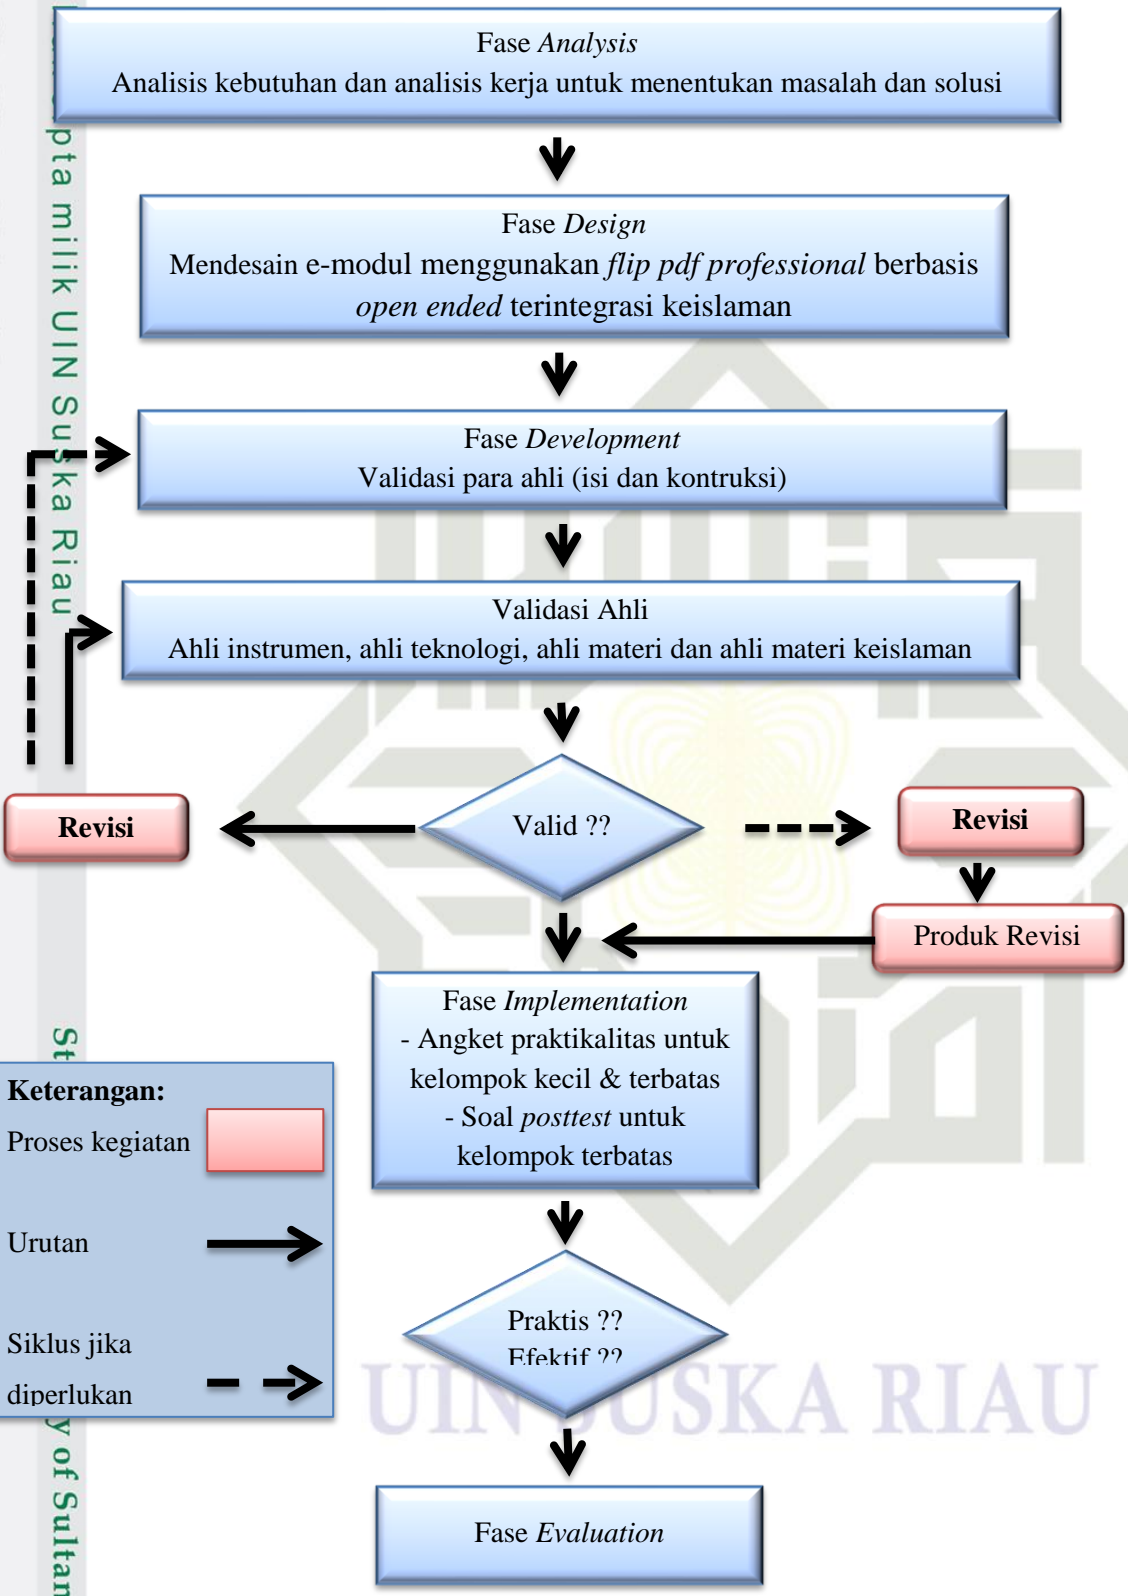 Fase Analysis
Analisis kebutuhan dan analisis kerja untuk menentukan masalah dan solusi
Fase Design
Mendesain e-modul menggunakan flip pdf professional berbasis
open ended terintegrasi keislaman
Fase Development
Validasi para ahli (isi dan kontruksi)
Validasi Ahli
Ahli instrumen, ahli teknologi, ahli materi dan ahli materi keislaman
Revisi
Valid ??
Revisi
Produk Revisi
Fase Implementation
- Angket praktikalitas untuk
kelompok kecil & terbatas
- Soal posttest untuk
kelompok terbatas
Keterangan:
Proses kegiatan
Urutan
Siklus jika
diperlukan
Praktis ??
Efektif ??
Fase Evaluation
pta milik UIN Suska Riau
St
y of Sultan
UIN SUSKA RIAU